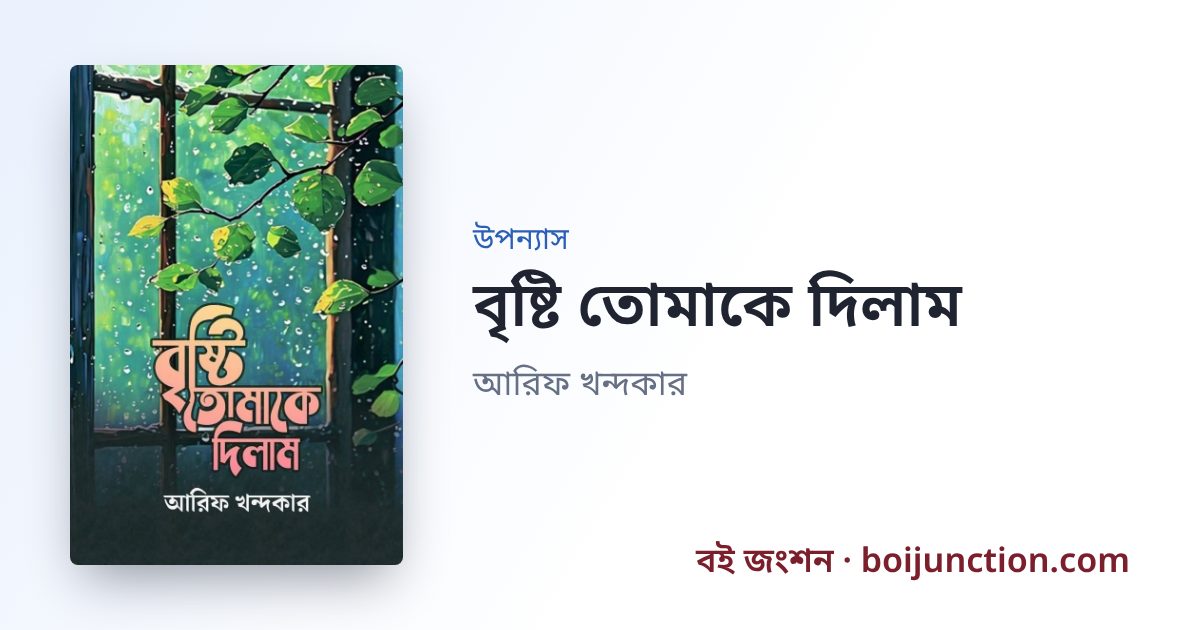 বৃষ্টি
তোমাকে
দিলাম
আরিফ খন্দকার
উপন্যাস
বৃষ্টি তোমাকে দিলাম
আরিফ খন্দকার
বই জংশন · boijunction.com